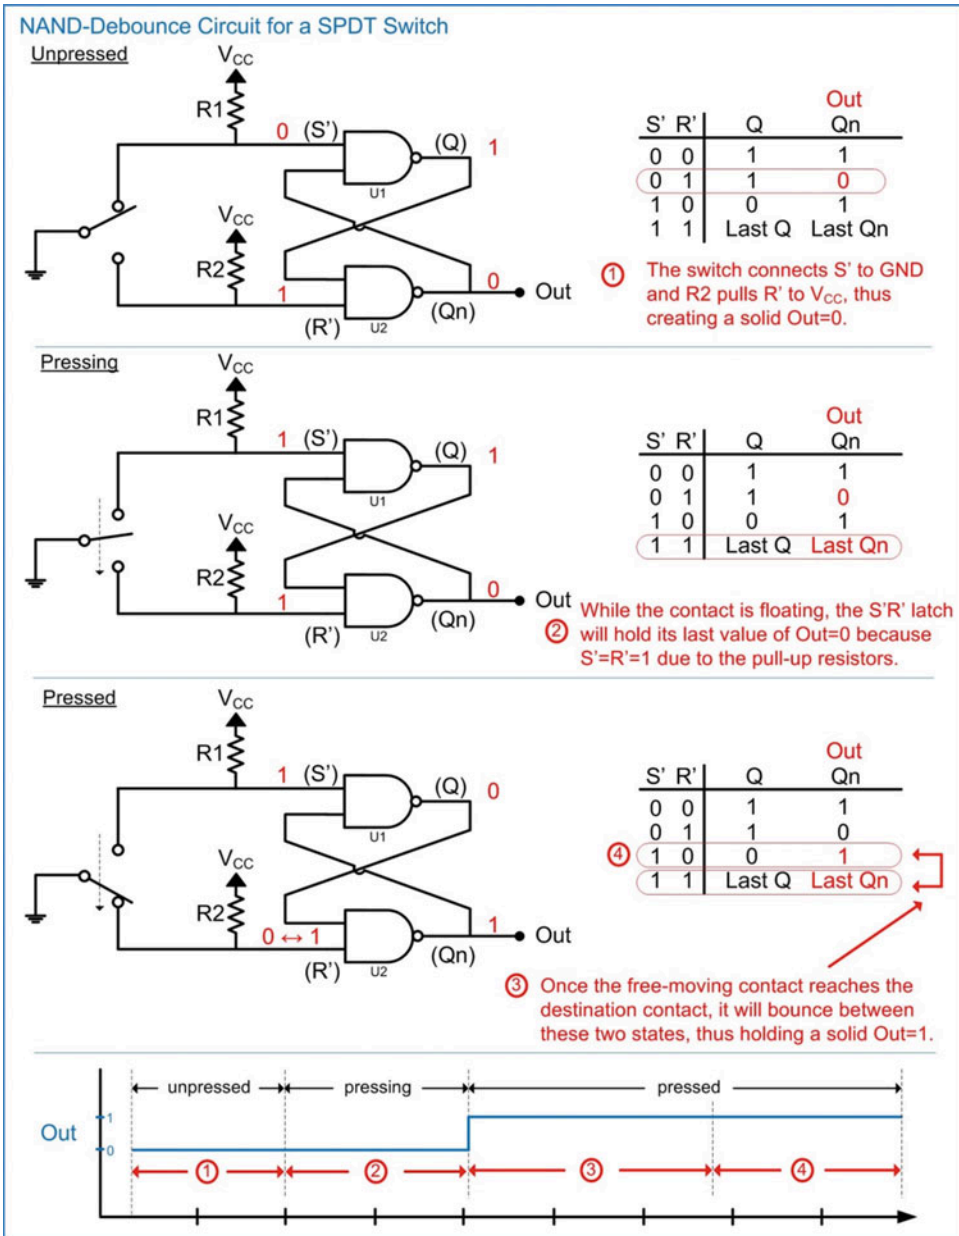 NAND-Debounce Circuit for a SPDT Switch
Unpressed
VCC
R1
0 (S’)
(Q) 1
U1
VCC
R2
1
(R’)
U2
0
(Qn)
Out
Out
S’ R’ Q Qn
0 0 1 1
0 1 1 0
1 0 0 1
1 1 Last Q Last Qn
1 The switch connects S’ to GND
and R2 pulls R’ to VCC, thus
creating a solid Out=0.
Pressing
VCC
R1
1 (S’)
(Q) 1
U1
VCC
R2
1
(R’)
U2
0
(Qn)
Out
Out
S’ R’ Q Qn
0 0 1 1
0 1 1 0
1 0 0 1
1 1 Last Q Last Qn
While the contact is floating, the S’R’ latch
2 will hold its last value of Out=0 because
S’=R’=1 due to the pull-up resistors.
Pressed
VCC
R1
1 (S’)
(Q) 0
U1
VCC
R2
0 ↔ 1
(R’)
U2
1
(Qn)
Out
Out
S’ R’ Q Qn
0 0 1 1
0 1 1 0
4 1 0 0 1
1 1 Last Q Last Qn
3 Once the free-moving contact reaches the
destination contact, it will bounce between
these two states, thus holding a solid Out=1.
unpressed pressing pressed
1
Out
0
1 2 3 4